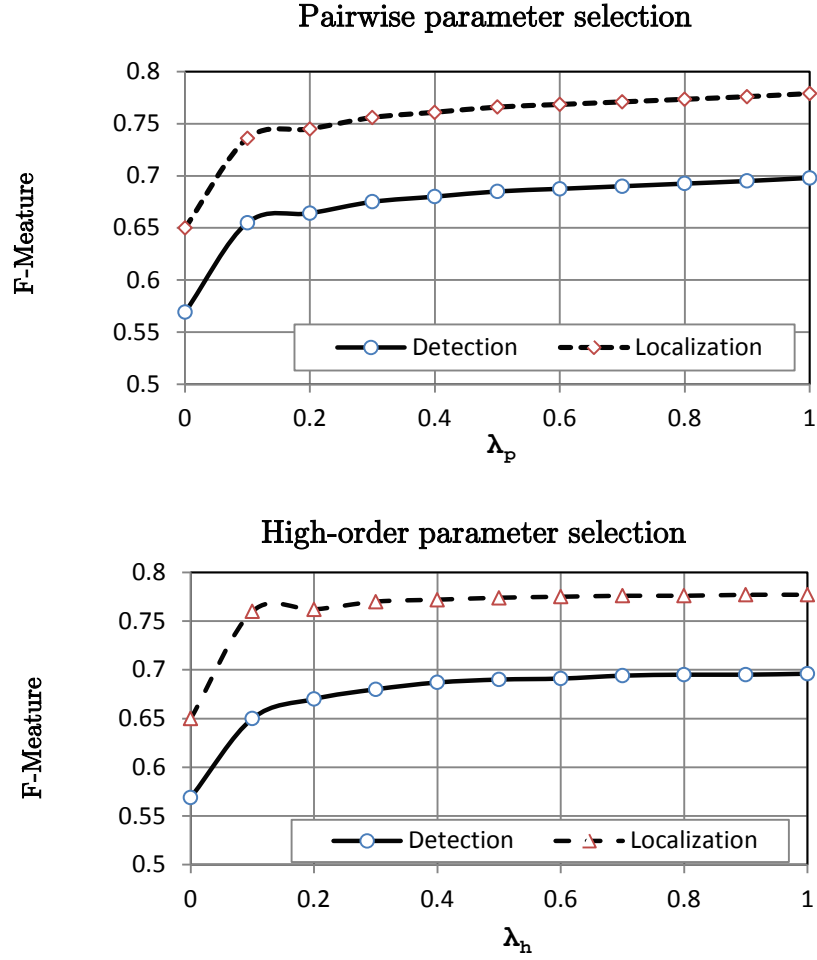 Pairwise parameter selection
0.8
0.75
0.7
0.65
0.6
0.55
0.5
F-Meature
Detection Localization
0 0.2 0.4 0.6 0.8 1
λp
High-order parameter selection
0.8
0.75
0.7
0.65
0.6
0.55
0.5
F-Meature
Detection Localization
0 0.2 0.4 0.6 0.8 1
λh